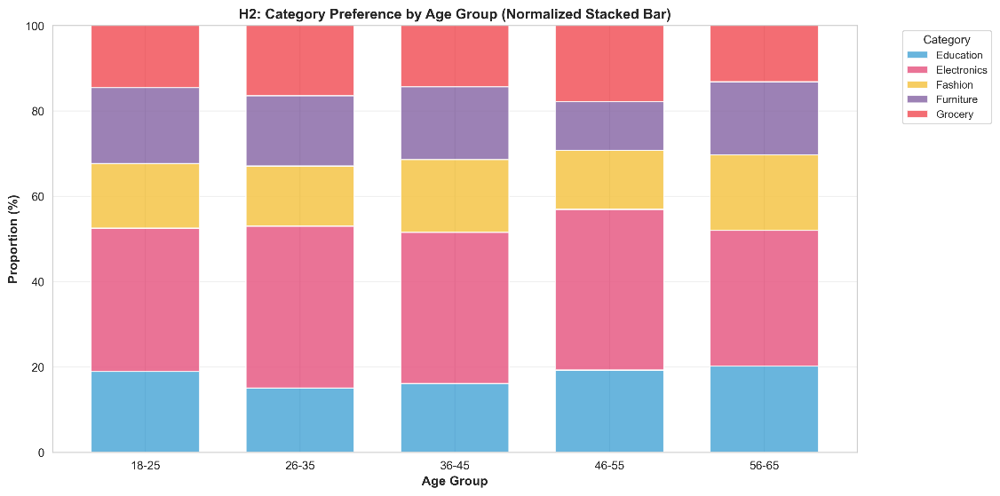 H2: Category Preference by Age Group (Normalized Stacked Bar)
100
80
60
40
20
0
Proportion (%)
18-25
26-35
36-45
46-55
56-65
Age Group
Category
Education
Electronics
Fashion
Furniture
Grocery